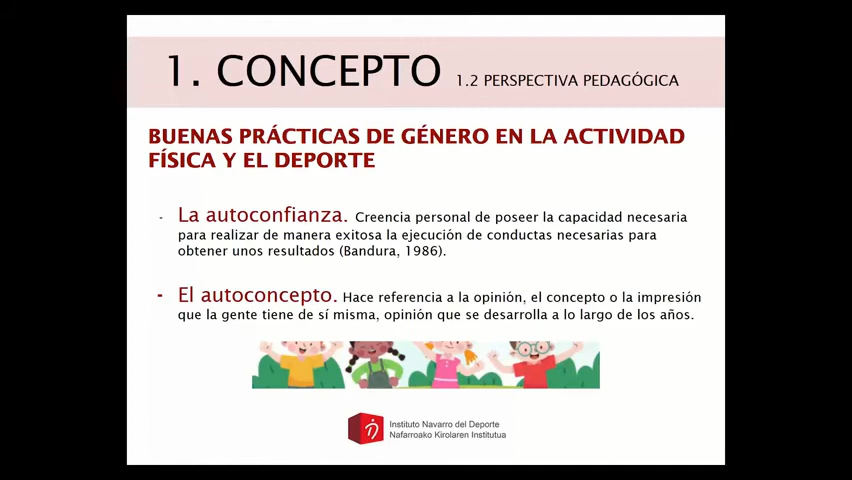 1. CONCEPTO 1.2 PERSPECTIVA PEDAGÓGICA
BUENAS PRÁCTICAS DE GÉNERO EN LA ACTIVIDAD
FÍSICA Y EL DEPORTE
- La autoconfianza. Creencia personal de poseer la capacidad necesaria
para realizar de manera exitosa la ejecución de conductas necesarias para
obtener unos resultados (Bandura, 1986).
- El autoconcepto. Hace referencia a la opinión, el concepto o la impresión
que la gente tiene de sí misma, opinión que se desarrolla a lo largo de los años.
Instituto Navarro del Deporte
Nafarroako Kirolaren Institutua